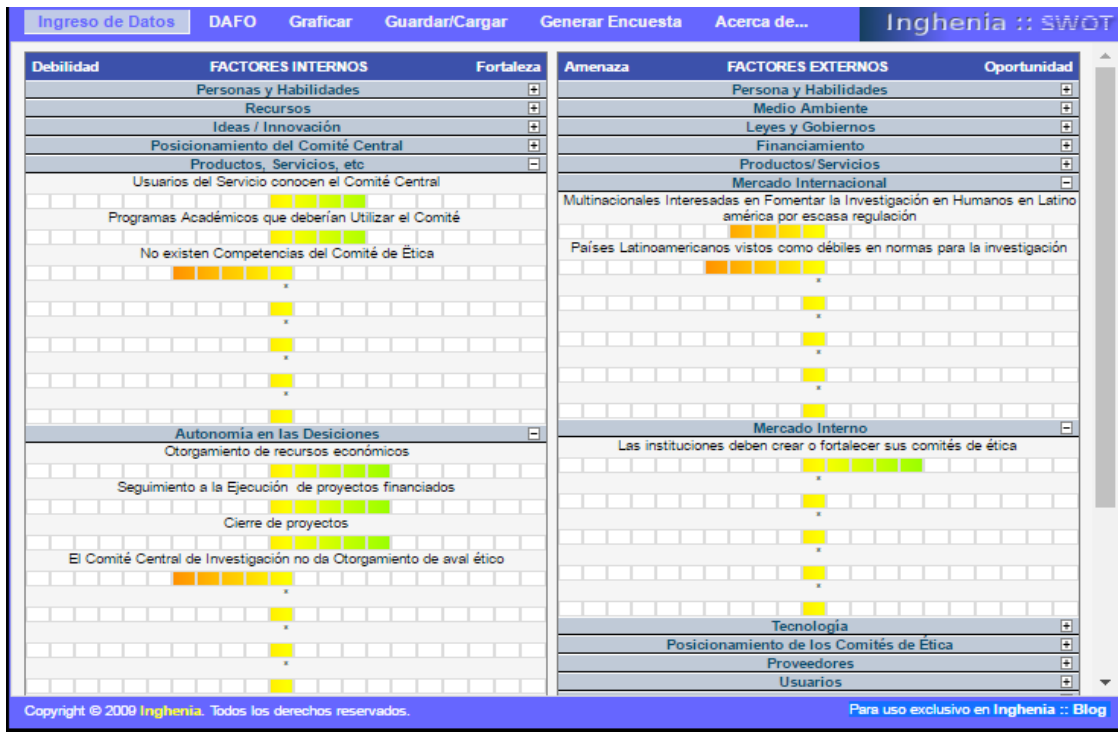 Ingreso de Datos DAFO Graficar Guardar/Cargar Generar Encuesta Acerca de... Inghenia :: SWOT
Debilidad FACTORES INTERNOS Fortaleza
Personas y Habilidades
Recursos
Ideas / Innovación
Posicionamiento del Comité Central
Productos, Servicios, etc
Usuarios del Servicio conocen el Comité Central
Programas Académicos que deberían Utilizar el Comité
No existen Competencias del Comité de Ëtica
*
*
*
*
Autonomía en las Desiciones
Otorgamiento de recursos económicos
Seguimiento a la Ejecución de proyectos financiados
Cierre de proyectos
El Comité Central de Investigación no da Otorgamiento de aval ético
*
*
*
Amenaza FACTORES EXTERNOS Oportunidad
Persona y Habilidades
Medio Ambiente
Leyes y Gobiernos
Financiamiento
Productos/Servicios
Mercado Internacional
Multinacionales Interesadas en Fomentar la Investigación en Humanos en Latino
américa por escasa regulación
Países Latinoamericanos vistos como débiles en normas para la investigación
*
*
*
*
Mercado Interno
Las instituciones deben crear o fortalecer sus comités de ética
*
*
*
*
Tecnología
Posicionamiento de los Comités de Ética
Proveedores
Usuarios
Copyright © 2009 Inghenia. Todos los derechos reservados. Para uso exclusivo en Inghenia :: Blog